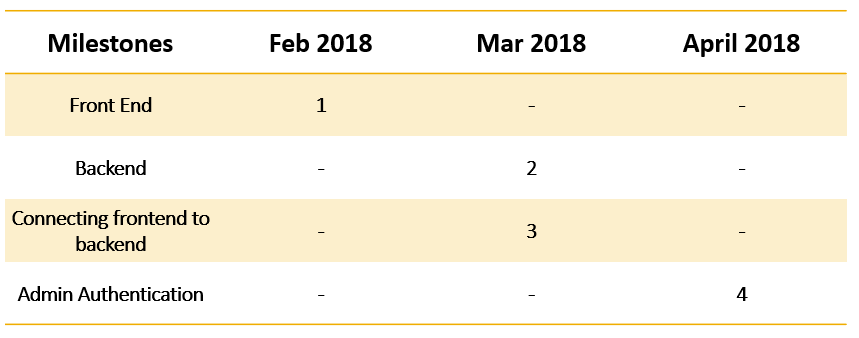 Milestones Feb 2018 Mar 2018 April 2018
Front End 1 - -
Backend - 2 -
Connecting frontend to
backend - 3 -
Admin Authentication - - 4